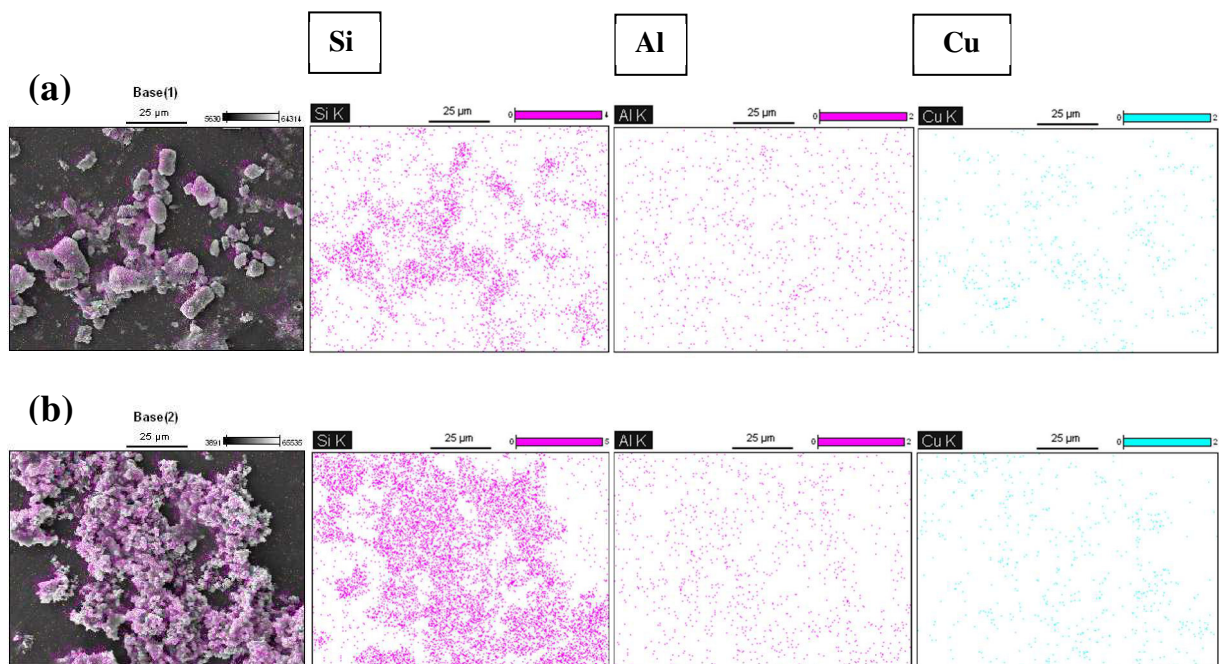 Si Al Cu
(a)
Base(1)
25 µm 5630 64314
Si K 25 µm 0 4
Al K 25 µm 0 2
Cu K 25 µm 0 2
(b)
Base(2)
25 µm 3891 65535
Si K 25 µm 0 5
Al K 25 µm 0 2
Cu K 25 µm 0 2